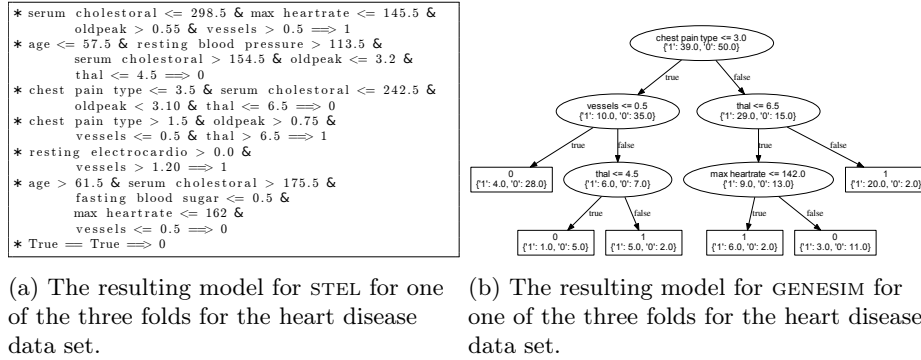 * serum cholestoral <= 298.5 & max heartrate <= 145.5 &
oldpeak > 0.55 & vessels > 0.5 ⟹ 1
* age <= 57.5 & resting blood pressure > 113.5 &
serum cholestoral > 154.5 & oldpeak <= 3.2 &
thal <= 4.5 ⟹ 0
* chest pain type <= 3.5 & serum cholestoral <= 242.5 &
oldpeak < 3.10 & thal <= 6.5 ⟹ 0
* chest pain type > 1.5 & oldpeak > 0.75 &
vessels <= 0.5 & thal > 6.5 ⟹ 1
* resting electrocardio > 0.0 &
vessels > 1.20 ⟹ 1
* age > 61.5 & serum cholestoral > 175.5 &
fasting blood sugar <= 0.5 &
max heartrate <= 162 &
vessels <= 0.5 ⟹ 0
* True == True ⟹ 0
(a) The resulting model for STEL for one
of the three folds for the heart disease
data set.
chest pain type <= 3.0
{'1': 39.0, '0': 50.0}
true
false
vessels <= 0.5
{'1': 10.0, '0': 35.0}
thal <= 6.5
{'1': 29.0, '0': 15.0}
true
false
true
false
0
{'1': 4.0, '0': 28.0}
thal <= 4.5
{'1': 6.0, '0': 7.0}
max heartrate <= 142.0
{'1': 9.0, '0': 13.0}
1
{'1': 20.0, '0': 2.0}
true
false
true
false
0
{'1': 1.0, '0': 5.0}
1
{'1': 5.0, '0': 2.0}
1
{'1': 6.0, '0': 2.0}
0
{'1': 3.0, '0': 11.0}
(b) The resulting model for GENESIM for
one of the three folds for the heart disease
data set.